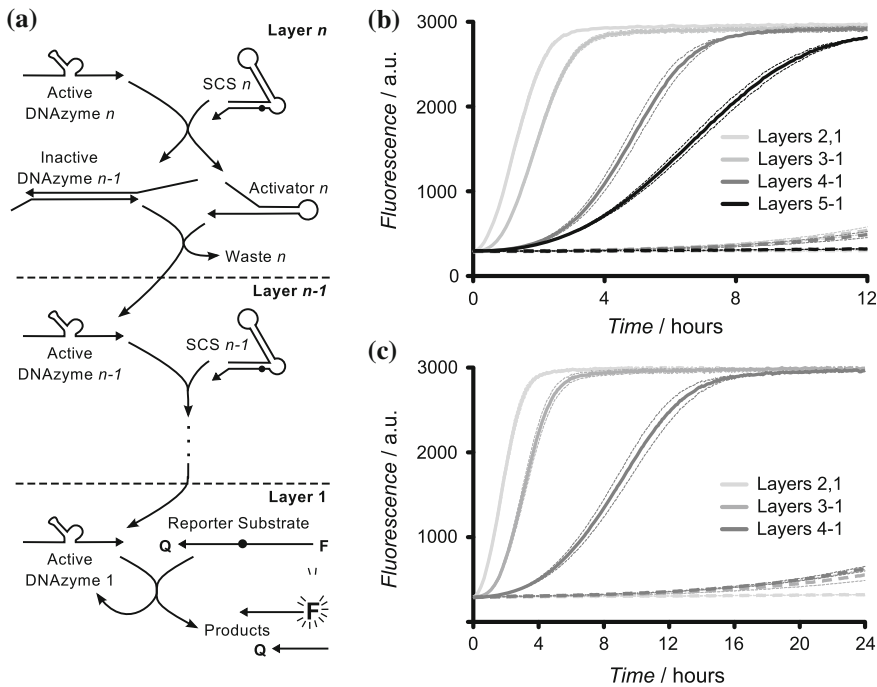 (a)
Layer n
SCS n
Active
DNAzyme n
Inactive
DNAzyme n-1
Activator n
Waste n
Layer n-1
SCS n-1
Active
DNAzyme n-1
Layer 1
Reporter Substrate
Q
F
Active
DNAzyme 1
F
Products
Q
(b)
3000
2000
1000
0
Fluorescence / a.u.
Layers 2,1
Layers 3-1
Layers 4-1
Layers 5-1
0
4
8
12
Time / hours
(c)
3000
2000
1000
Fluorescence / a.u.
Layers 2,1
Layers 3-1
Layers 4-1
0
4
8
12
16
20
24
Time / hours